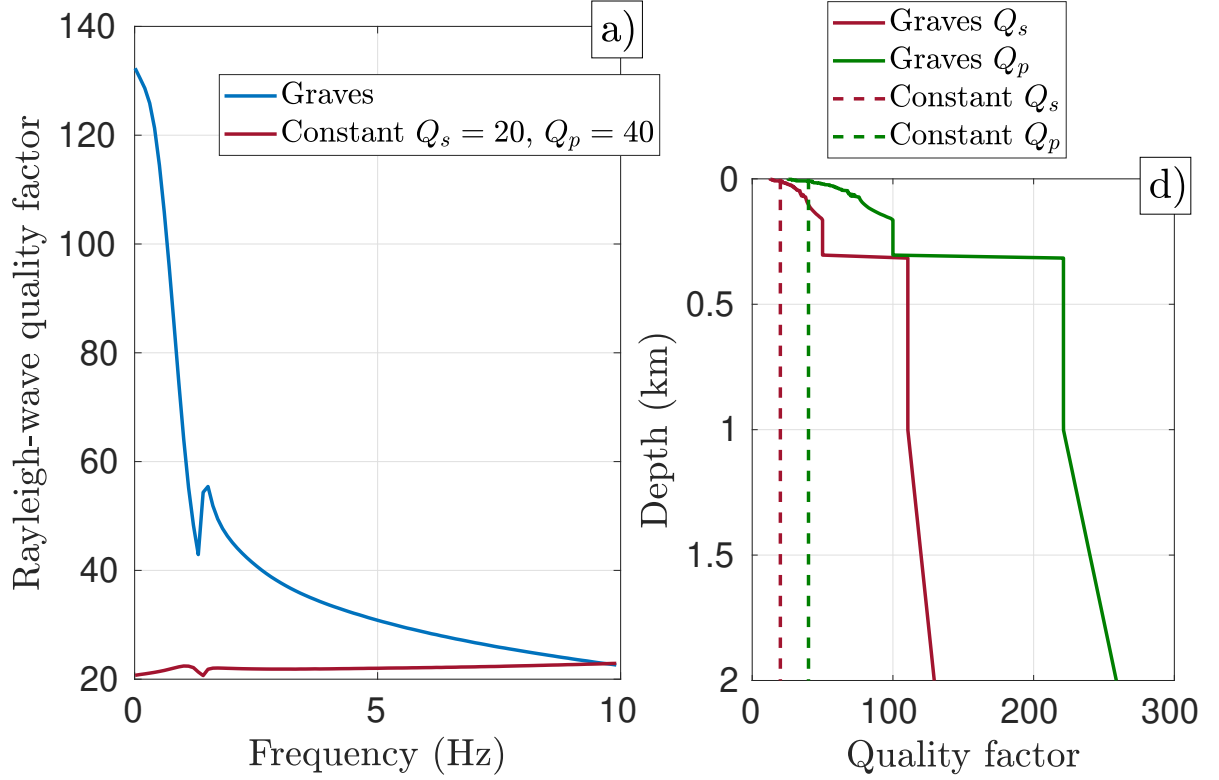 a)
140
120
100
80
60
40
20
0
5
10
Frequency (Hz)
Rayleigh-wave quality factor
Graves
Constant Q_s = 20, Q_p = 40
Graves Q_s
Graves Q_p
Constant Q_s
Constant Q_p
d)
0
0.5
1
1.5
2
0
100
200
300
Quality factor
Depth (km)